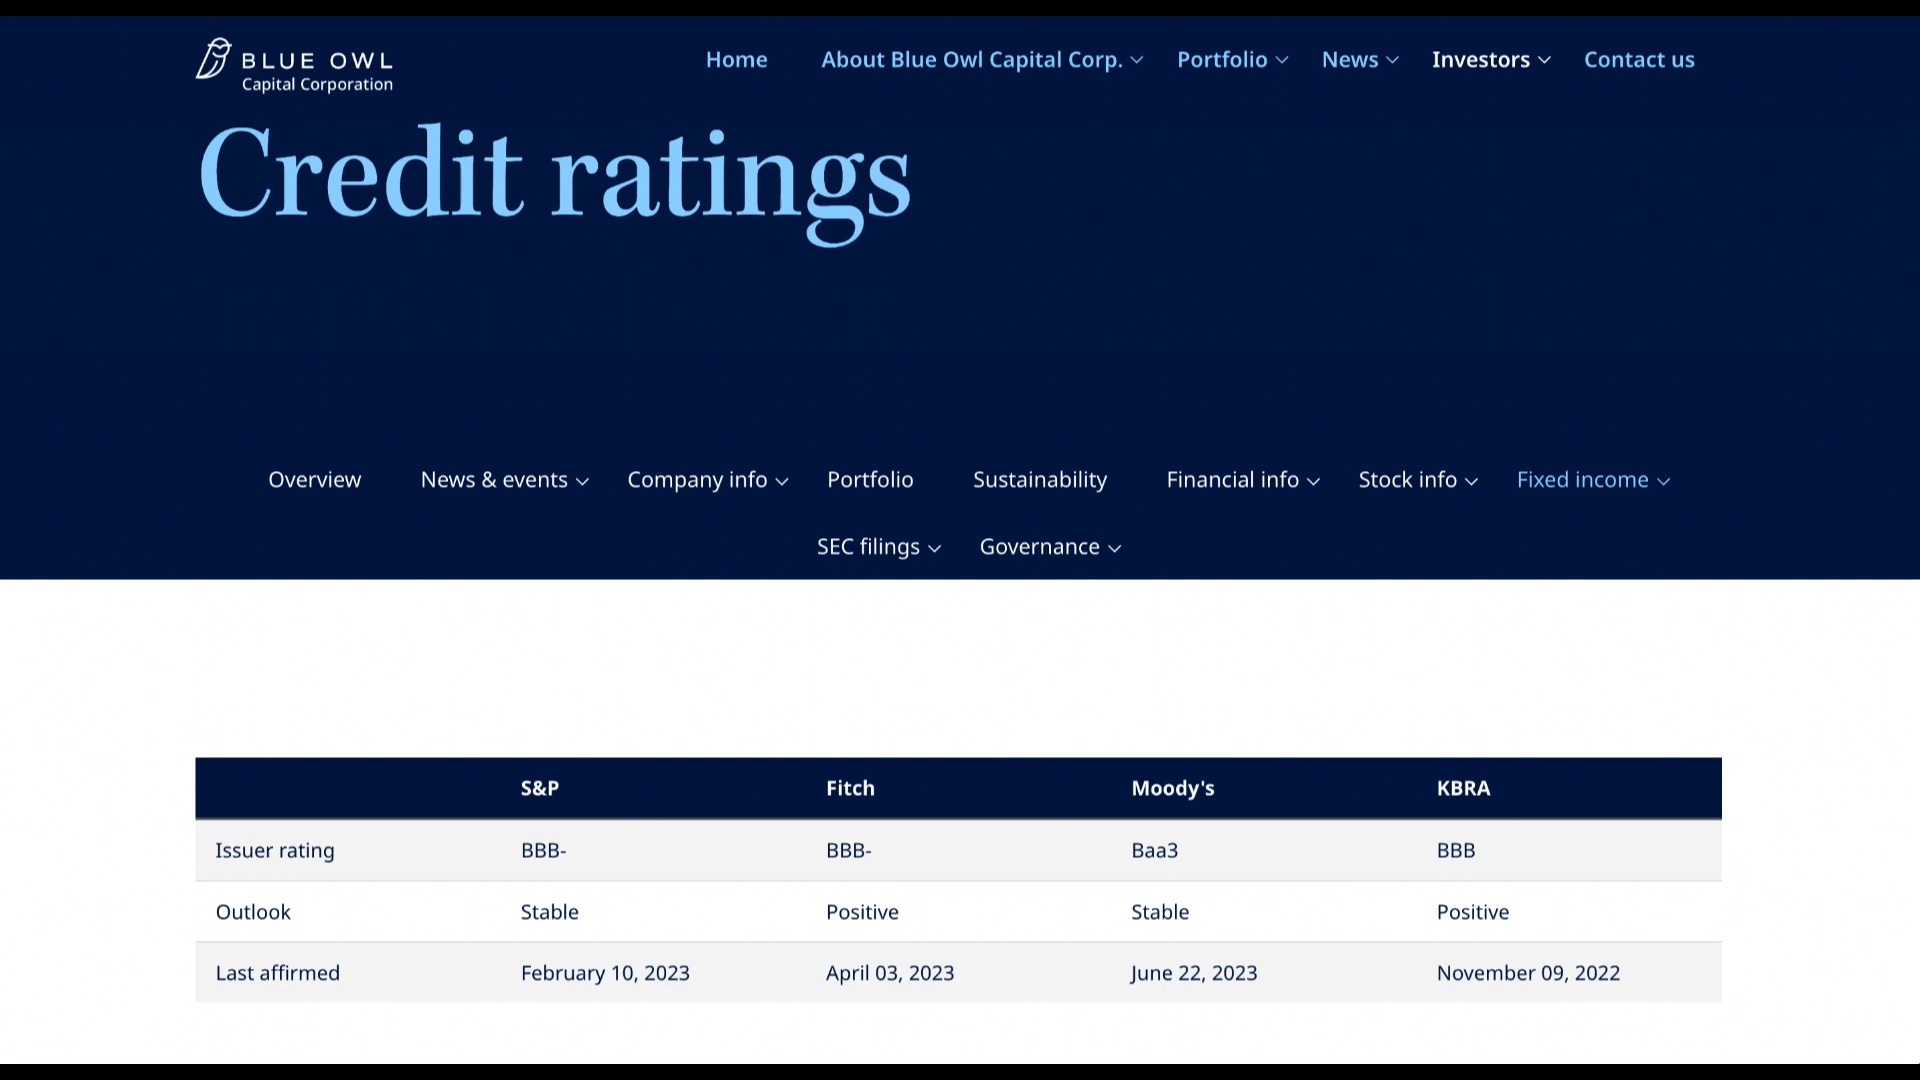 BLUE OWL
Capital Corporation
Home About Blue Owl Capital Corp. Portfolio News Investors Contact us
Credit ratings
Overview News & events Company info Portfolio Sustainability Financial info Stock info Fixed income
SEC filings Governance
S&P Fitch Moody's KBRA
Issuer rating BBB- BBB- Baa3 BBB
Outlook Stable Positive Stable Positive
Last affirmed February 10, 2023 April 03, 2023 June 22, 2023 November 09, 2022